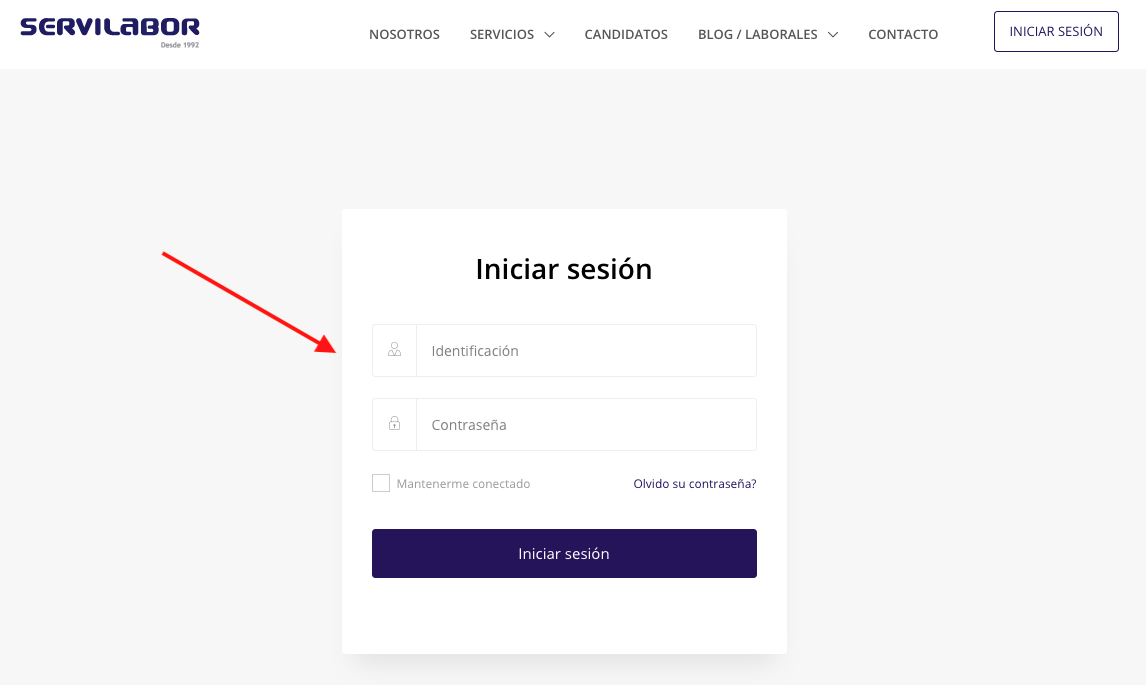 SERVILABOR
Desde 1992
NOSOTROS SERVICIOS CANDIDATOS BLOG / LABORALES CONTACTO INICIAR SESIÓN
Iniciar sesión
Identificación
Contraseña
Mantenerme conectado Olvido su contraseña?
Iniciar sesión